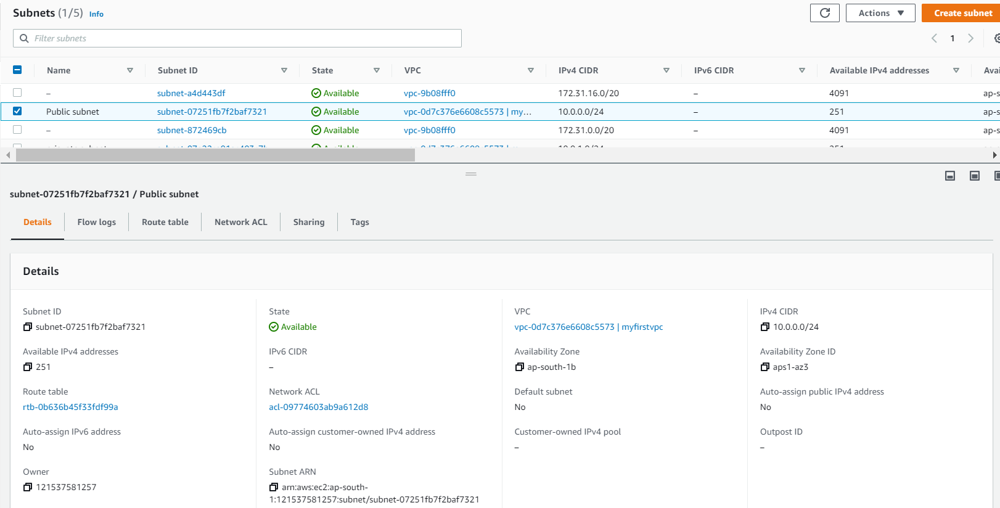 Subnets (1/5) Info
Actions
Create subnet
Filter subnets
1
Name Subnet ID State VPC IPv4 CIDR IPv6 CIDR Available IPv4 addresses Avai
– subnet-a4d443df Available vpc-9b08fff0 172.31.16.0/20 – 4091 ap-s
Public subnet subnet-07251fb7f2baf7321 Available vpc-0d7c376e6608c5573 | my... 10.0.0.0/24 – 251 ap-s
– subnet-872469cb Available vpc-9b08fff0 172.31.0.0/20 – 4091 ap-s
subnet-07251fb7f2baf7321 / Public subnet
Details Flow logs Route table Network ACL Sharing Tags
Details
Subnet ID
subnet-07251fb7f2baf7321
State
Available
VPC
vpc-0d7c376e6608c5573 | myfirstvpc
IPv4 CIDR
10.0.0.0/24
Available IPv4 addresses
251
IPv6 CIDR
–
Availability Zone
ap-south-1b
Availability Zone ID
aps1-az3
Route table
rtb-0b636b45f33fdf99a
Network ACL
acl-09774603ab9a612d8
Default subnet
No
Auto-assign public IPv4 address
No
Auto-assign IPv6 address
No
Auto-assign customer-owned IPv4 address
No
Customer-owned IPv4 pool
–
Outpost ID
–
Owner
121537581257
Subnet ARN
arn:aws:ec2:ap-south-
1:121537581257:subnet/subnet-07251fb7f2baf7321